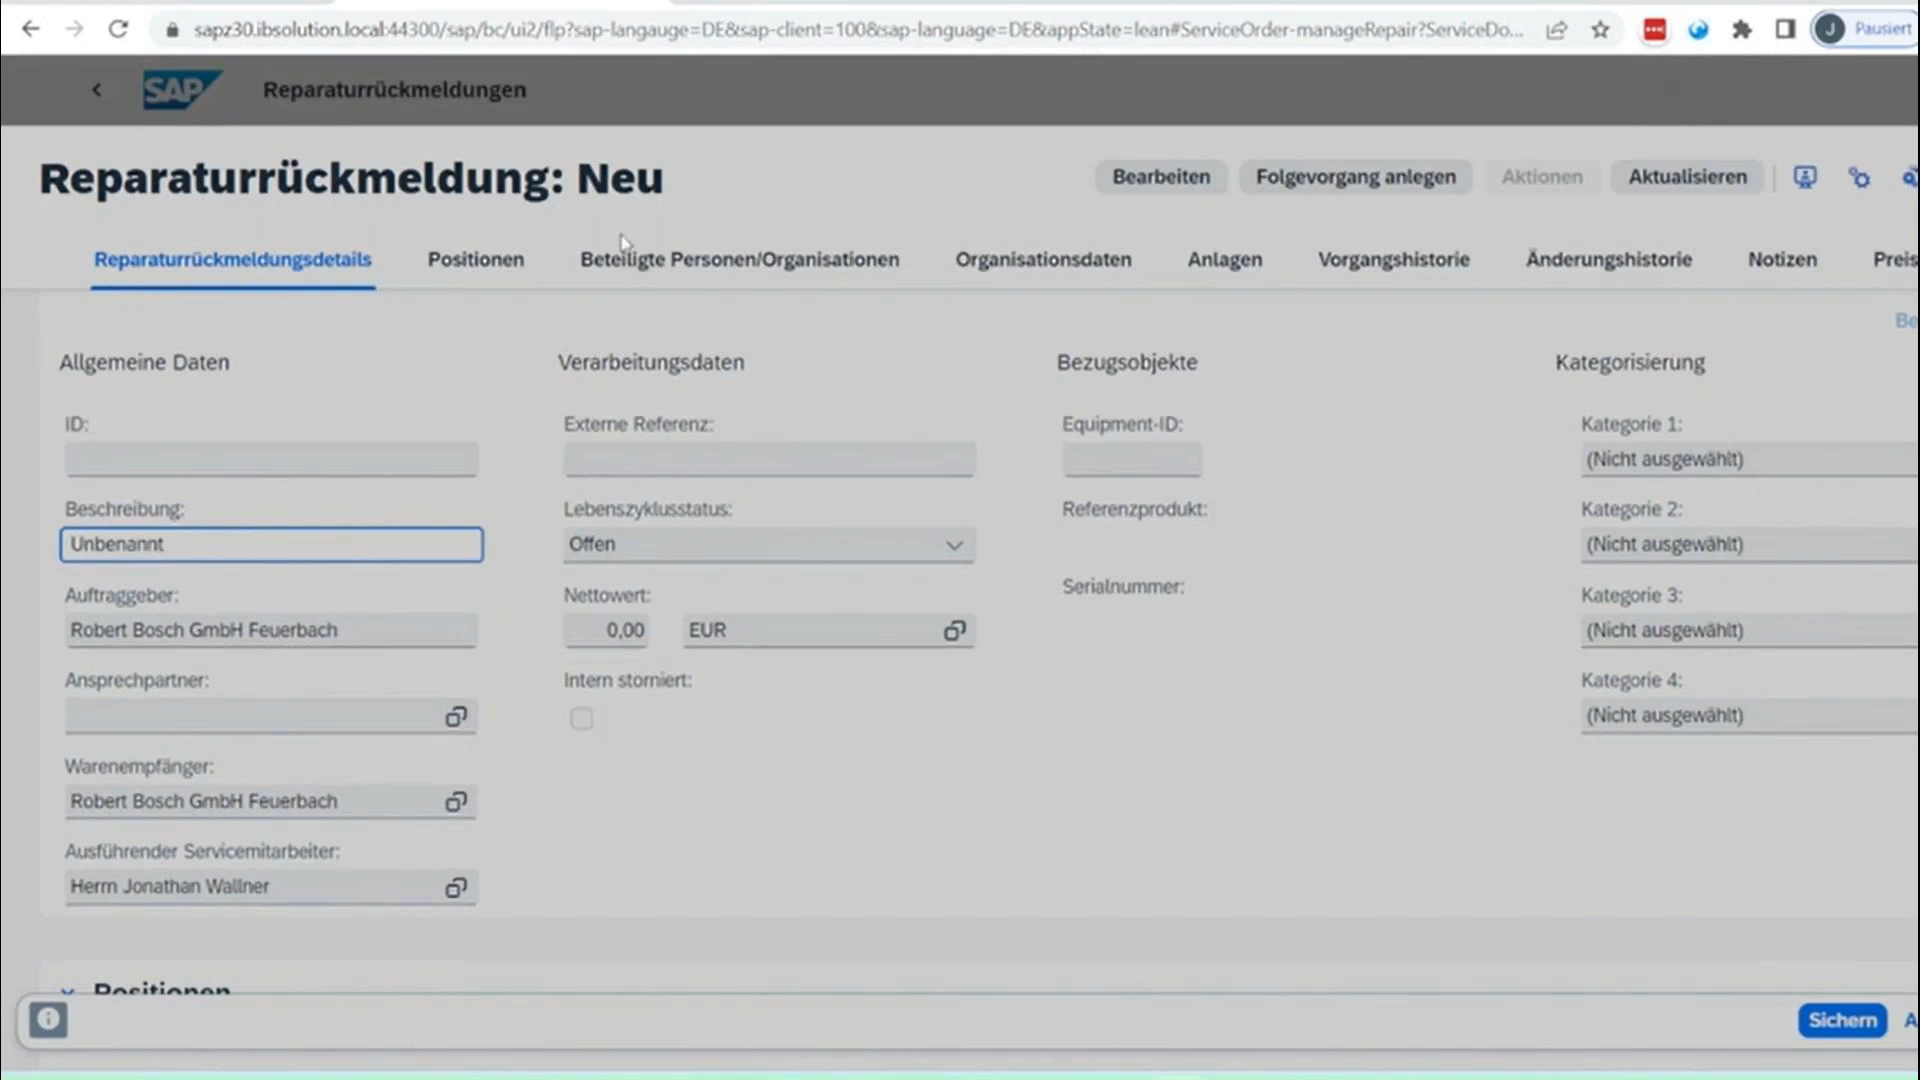 sapz30.ibsolution.local:44300/sap/bc/ui2/flp?sap-langauge=DE&sap-client=100&sap-language=DE&appState=lean#ServiceOrder-manageRepair?ServiceDo...
J Pausiert
SAP Reparaturrückmeldungen
Reparaturrückmeldung: Neu
Bearbeiten Folgevorgang anlegen Aktionen Aktualisieren
Reparaturrückmeldungsdetails Positionen Beteiligte Personen/Organisationen Organisationsdaten Anlagen Vorgangshistorie Änderungshistorie Notizen Preis
Be
Allgemeine Daten Verarbeitungsdaten Bezugsobjekte Kategorisierung
ID: Externe Referenz: Equipment-ID: Kategorie 1:
(Nicht ausgewählt)
Beschreibung: Lebenszyklusstatus: Referenzprodukt: Kategorie 2:
Unbenannt Offen (Nicht ausgewählt)
Auftraggeber: Nettowert: Serialnummer: Kategorie 3:
Robert Bosch GmbH Feuerbach 0,00 EUR (Nicht ausgewählt)
Ansprechpartner: Intern storniert: Kategorie 4:
(Nicht ausgewählt)
Warenempfänger:
Robert Bosch GmbH Feuerbach
Ausführender Servicemitarbeiter:
Herrn Jonathan Wallner
Positionen
Sichern A